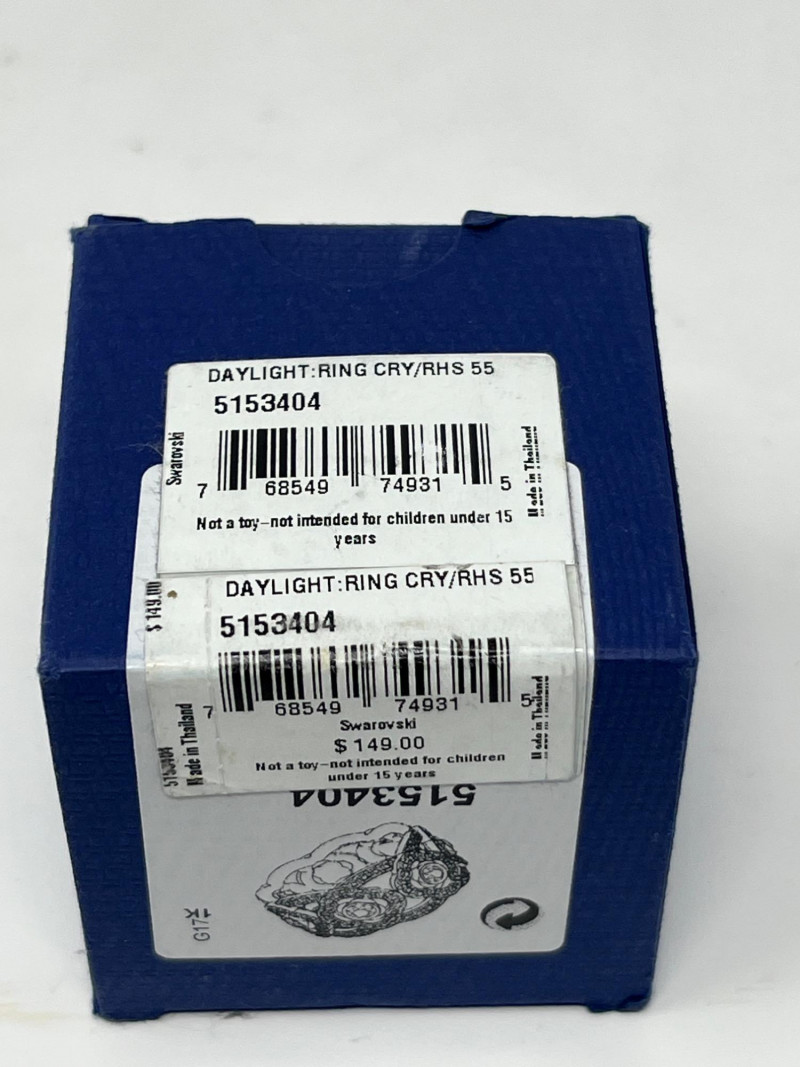 DAYLIGHT:RING CRY/RHS 55
5153404
Swarovski
7 68549 74931 5
Made in Thailand
Not a toy–not intended for children under 15
years
DAYLIGHT:RING CRY/RHS 55
$ 149.00
5153404
7 68549 74931 5
Swarovski
$ 149.00
Not a toy–not intended for children
under 15 years
Made in Thailand
Made in Thailand
5153404
5153404
G17